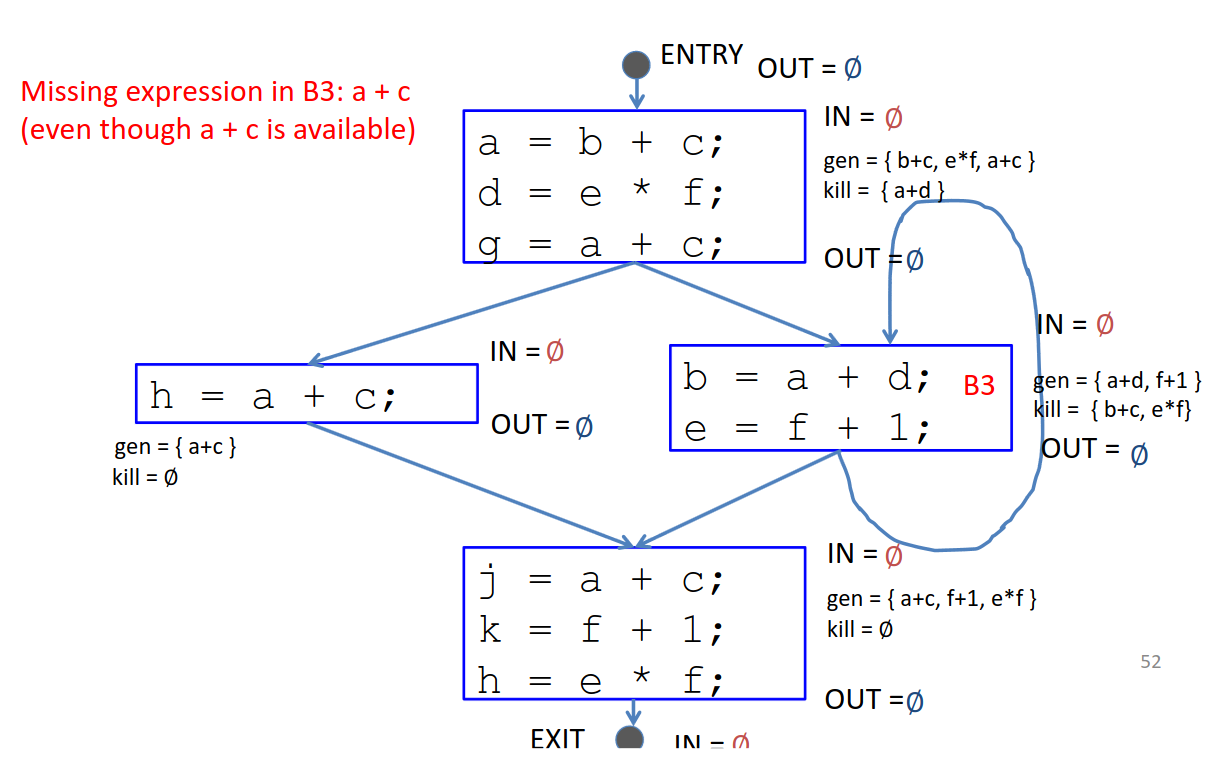 ENTRY
OUT = ∅
Missing expression in B3: a + c
(even though a + c is available)
IN = ∅
a = b + c;
d = e * f;
g = a + c;
gen = { b+c, e*f, a+c }
kill = { a+d }
OUT =∅
IN = ∅
h = a + c;
OUT =∅
gen = { a+c }
kill = ∅
IN = ∅
b = a + d;
e = f + 1;
B3
gen = { a+d, f+1 }
kill = { b+c, e*f}
OUT = ∅
IN = ∅
j = a + c;
k = f + 1;
h = e * f;
gen = { a+c, f+1, e*f }
kill = ∅
OUT =∅
52
EXIT
IN = ∅